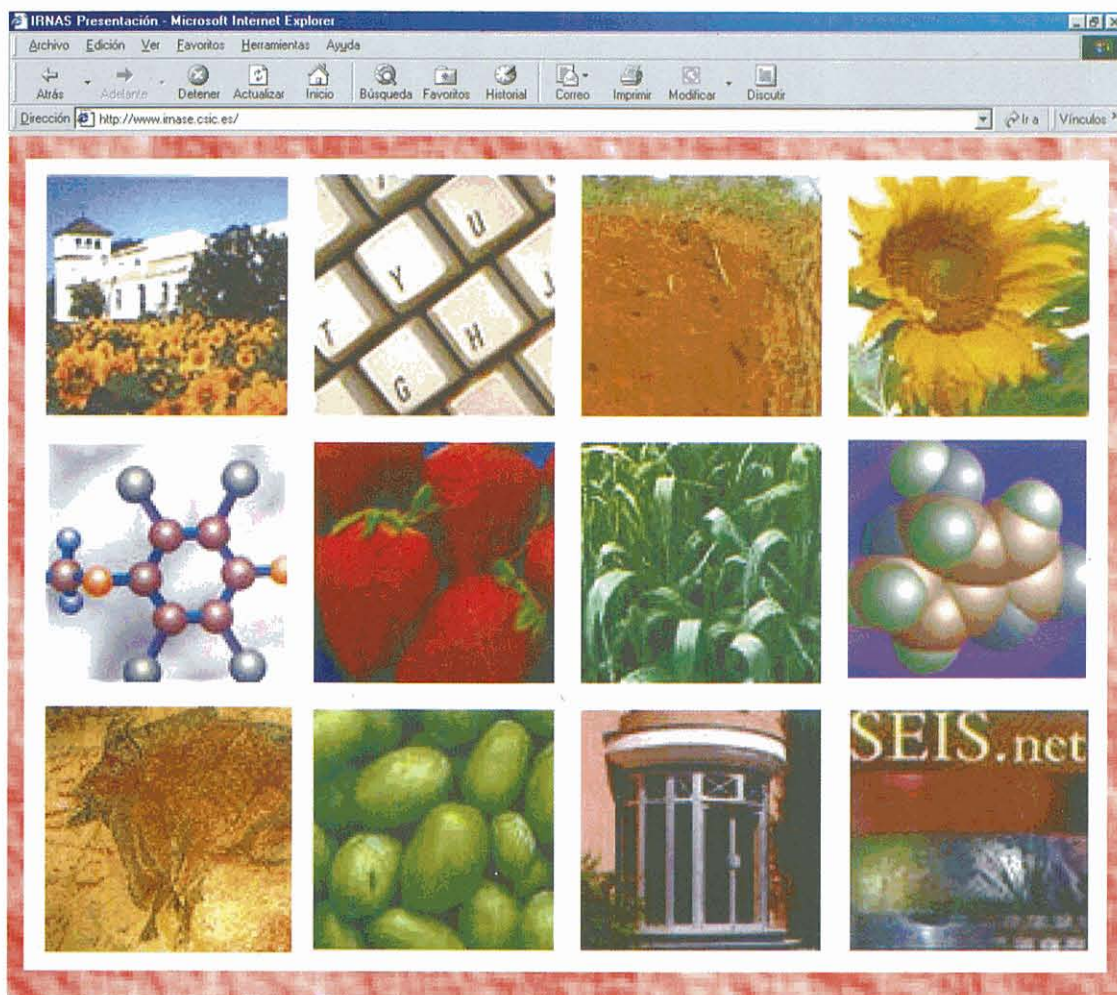 IRNAS Presentación - Microsoft Internet Explorer
Archivo Edición Ver Favoritos Herramientas Ayuda
Atrás Adelante Detener Actualizar Inicio Búsqueda Favoritos Historial Correo Imprimir Modificar Discutir
Dirección http://www.irnase.csic.es/ Ir a Vínculos »
U
Y J
T H
G
SEIS.net